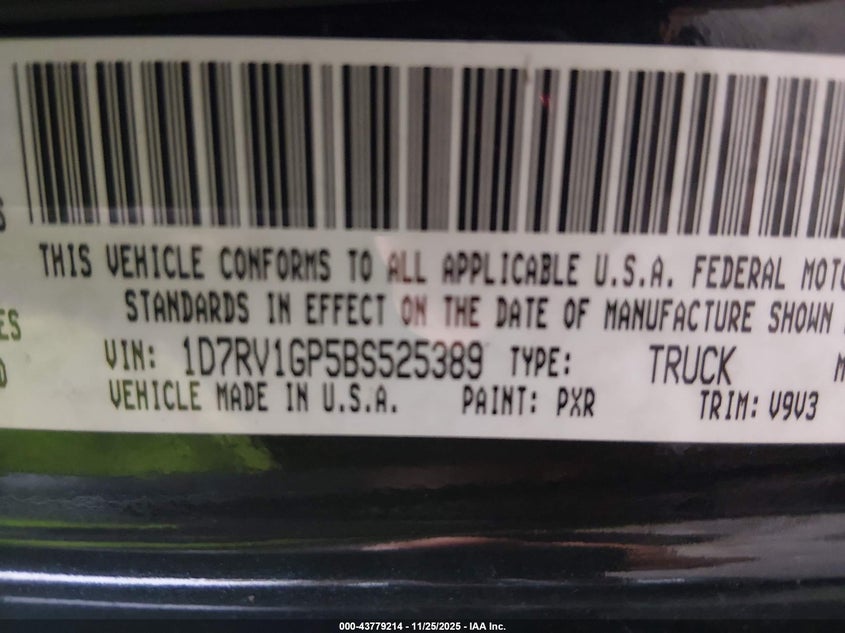 S
THIS VEHICLE CONFORMS TO ALL APPLICABLE U.S.A. FEDERAL MOTO
STANDARDS IN EFFECT ON THE DATE OF MANUFACTURE SHOWN
ES
VIN: 1D7RV1GP5BS525389 TYPE: TRUCK M
D
VEHICLE MADE IN U.S.A. PAINT: PXR TRIM: V9V3
000-43779214 - 11/25/2025 - IAA Inc.